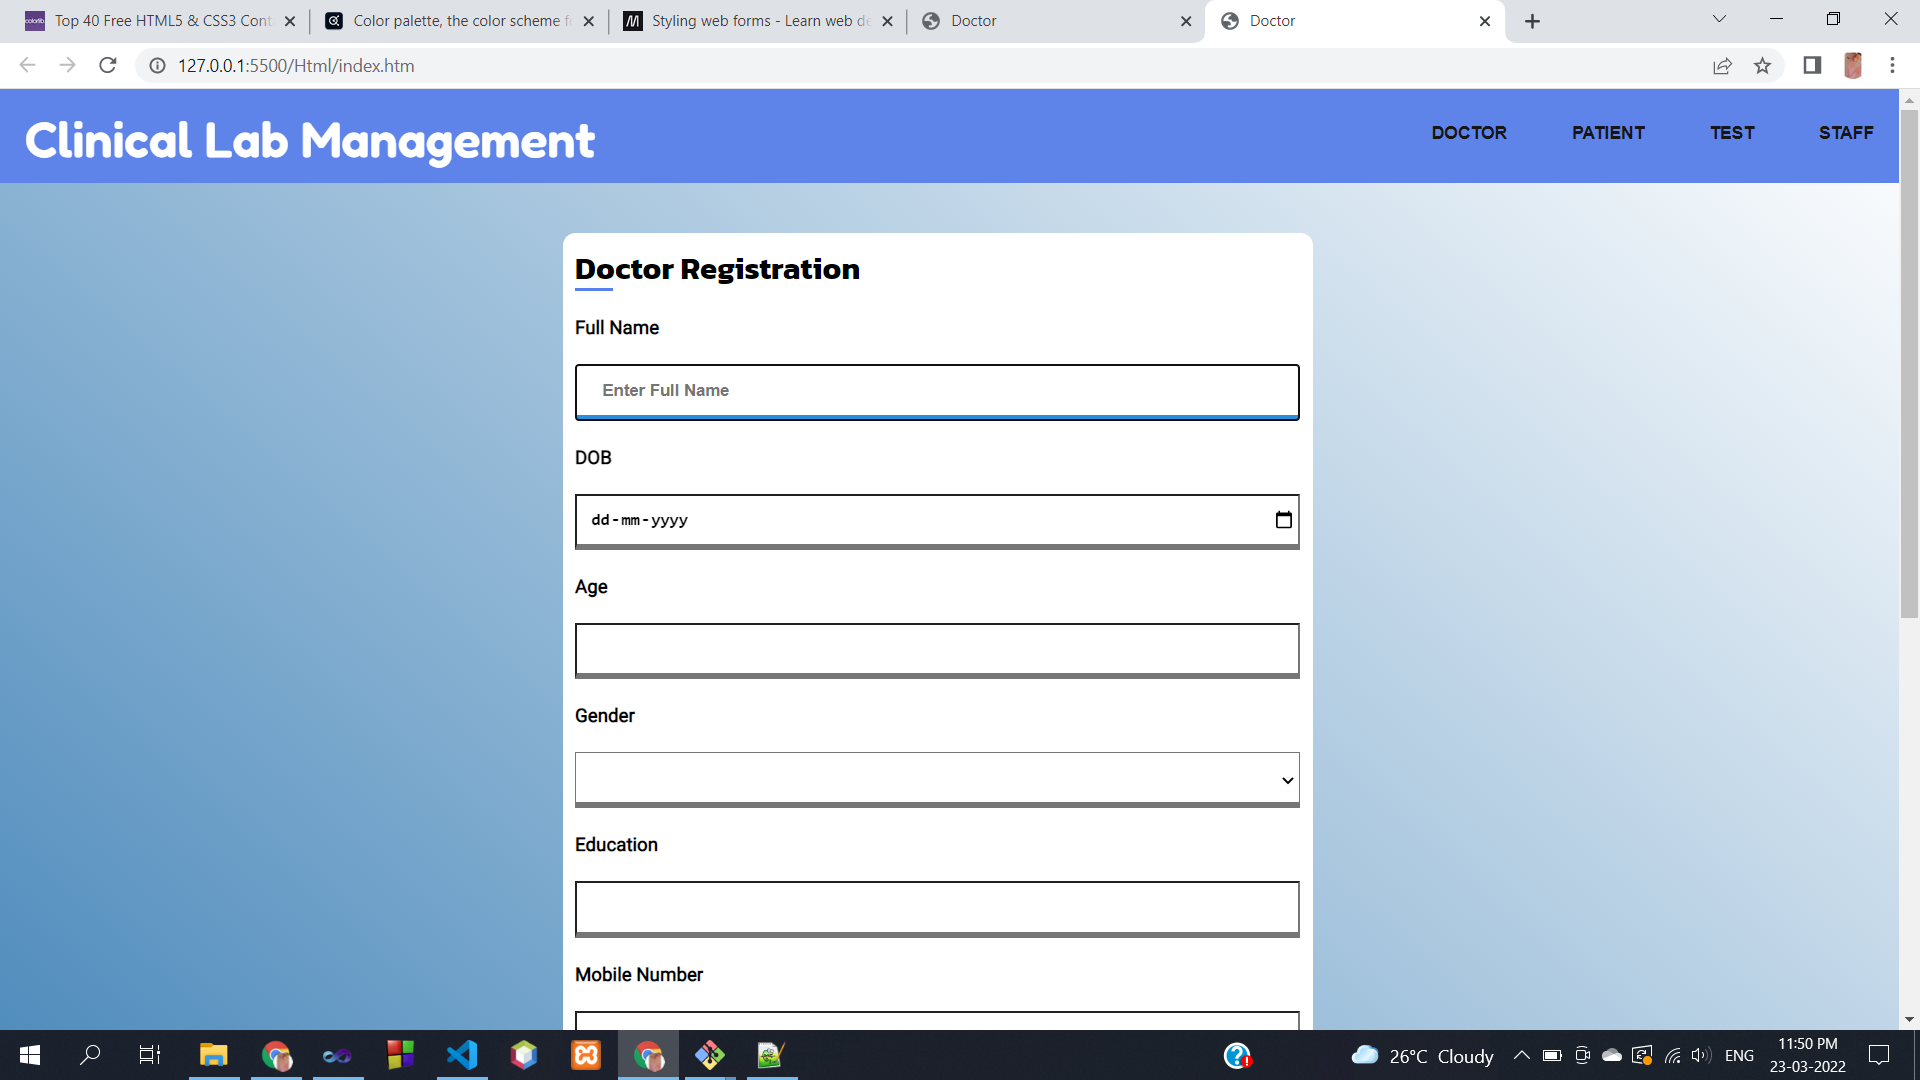 Top 40 Free HTML5 & CSS3 Cont
Color palette, the color scheme f
Styling web forms - Learn web de
Doctor
Doctor
127.0.0.1:5500/Html/index.htm
Clinical Lab Management
DOCTOR
PATIENT
TEST
STAFF
Doctor Registration
Full Name
Enter Full Name
DOB
dd-mm-yyyy
Age
Gender
Education
Mobile Number
26°C Cloudy
ENG
11:50 PM
23-03-2022